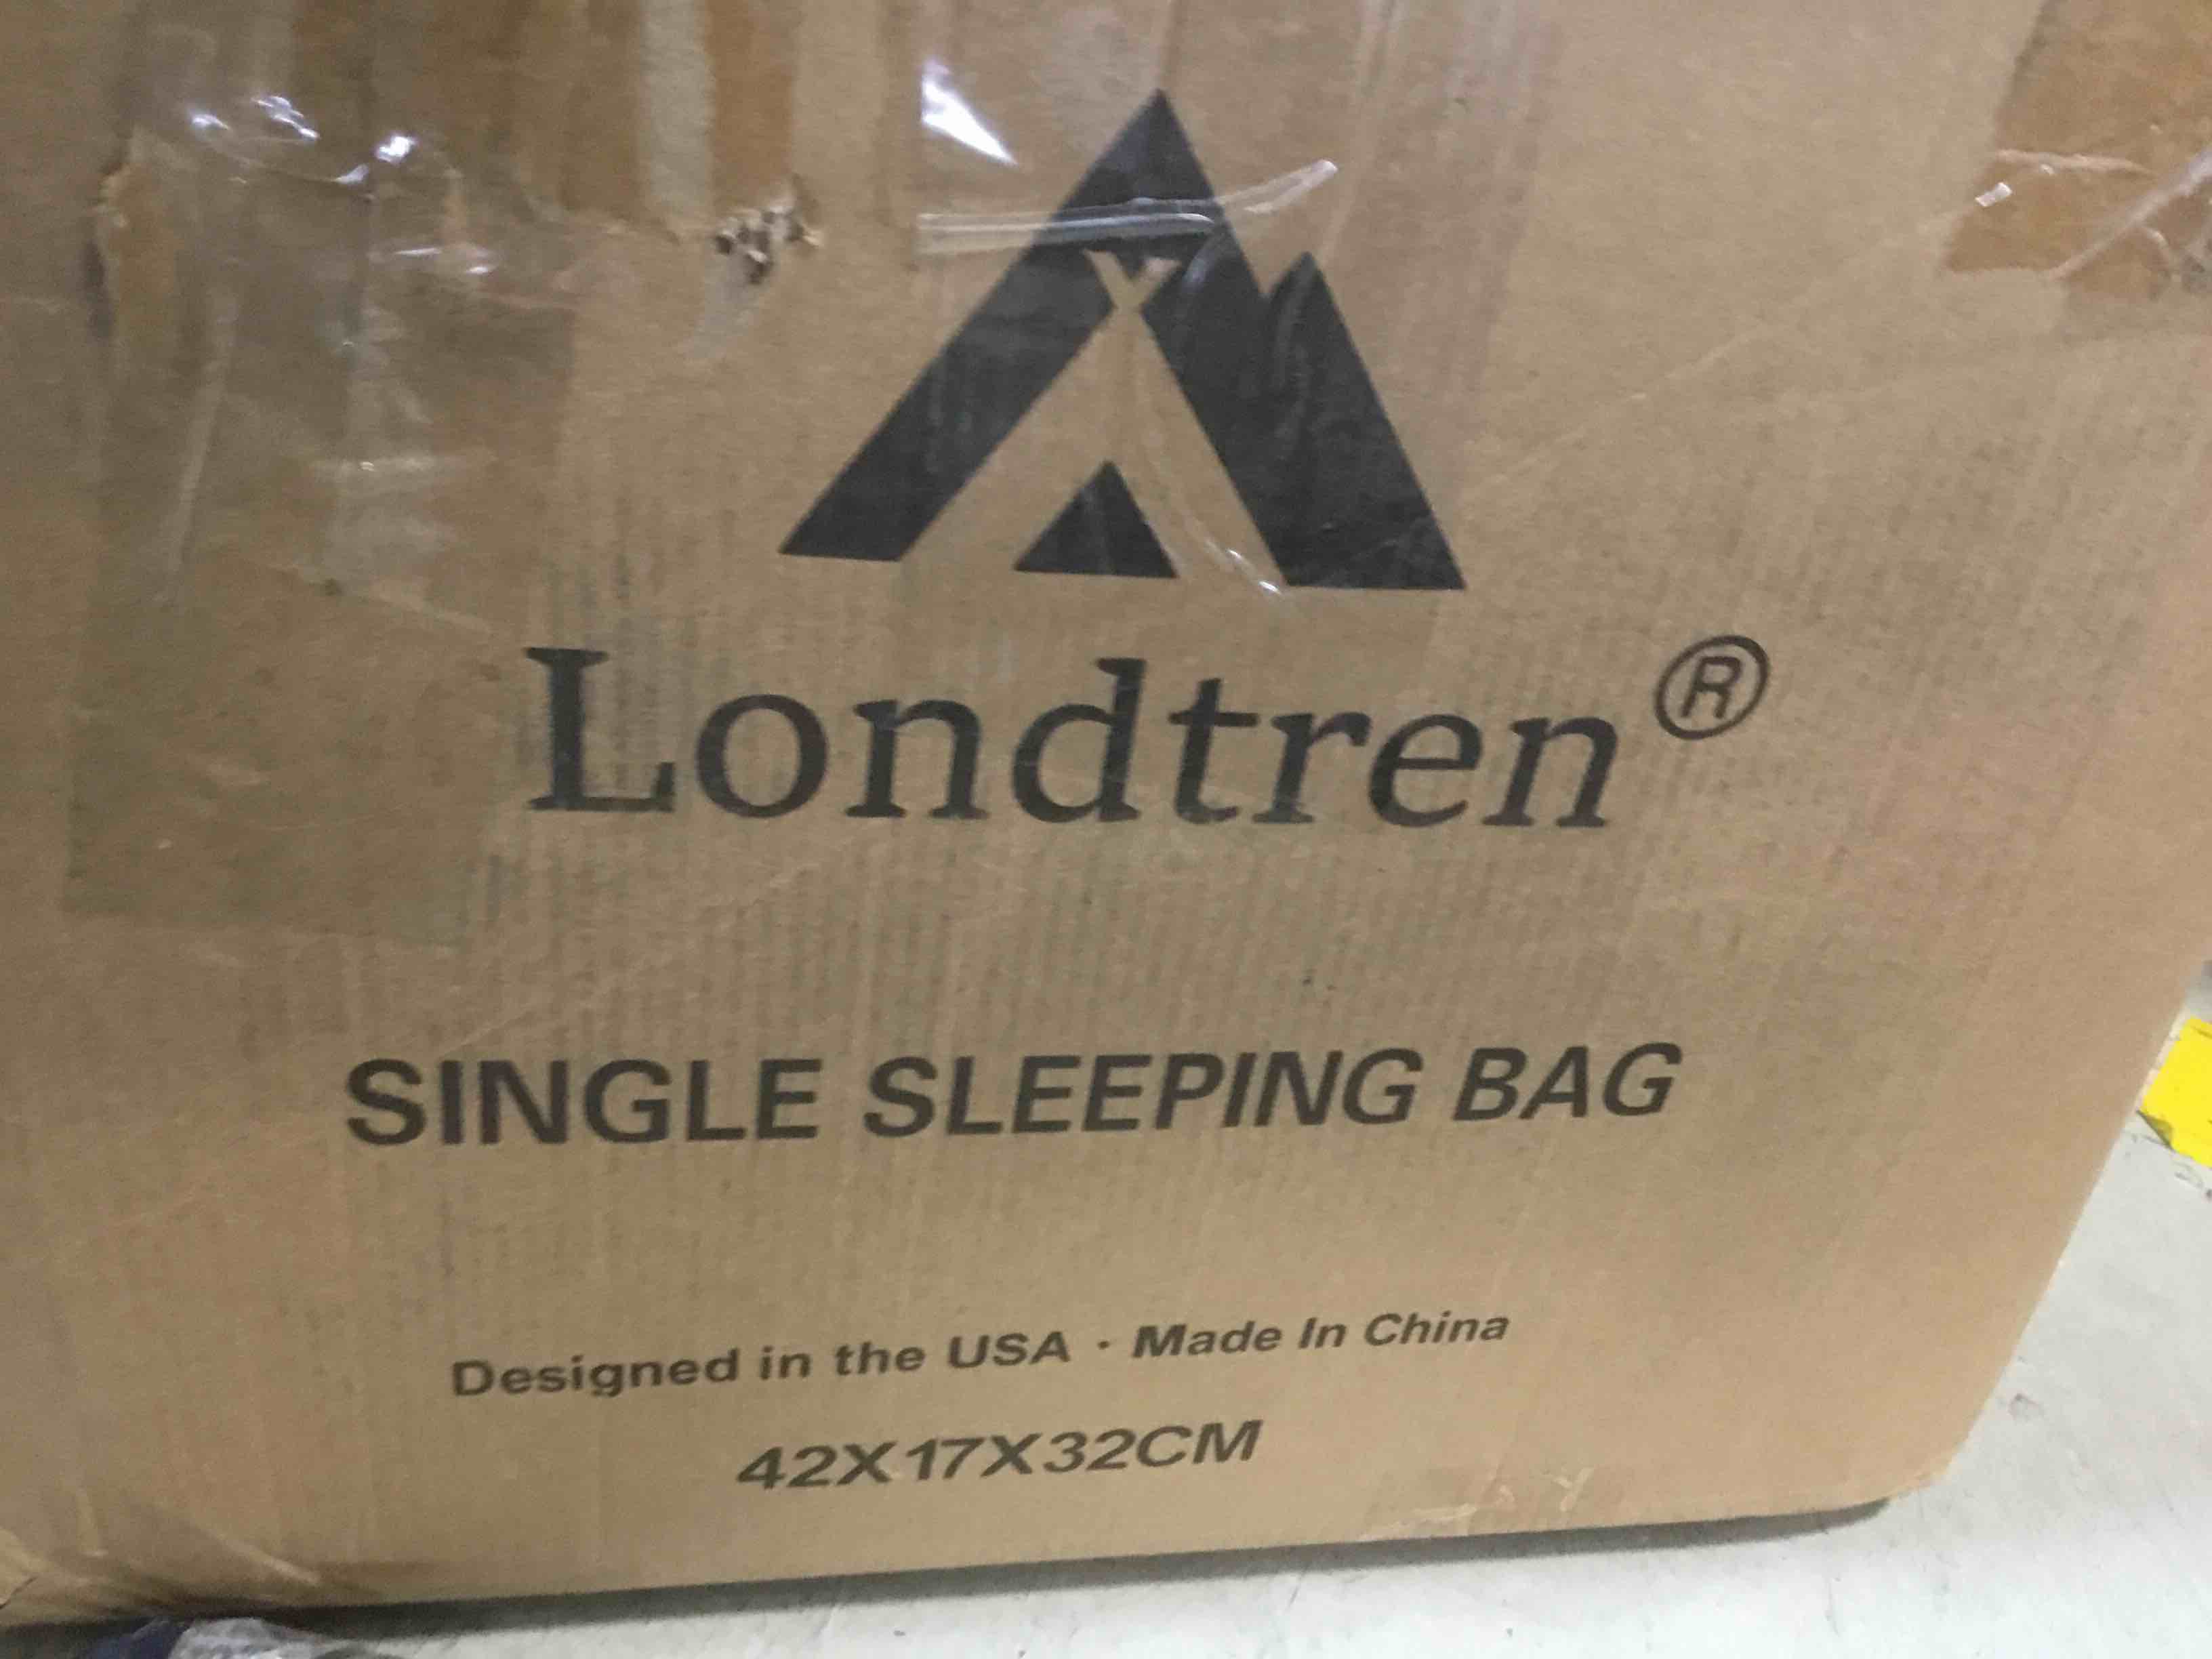 Londtren®
SINGLE SLEEPING BAG
Designed in the USA · Made In China
42X17X32CM